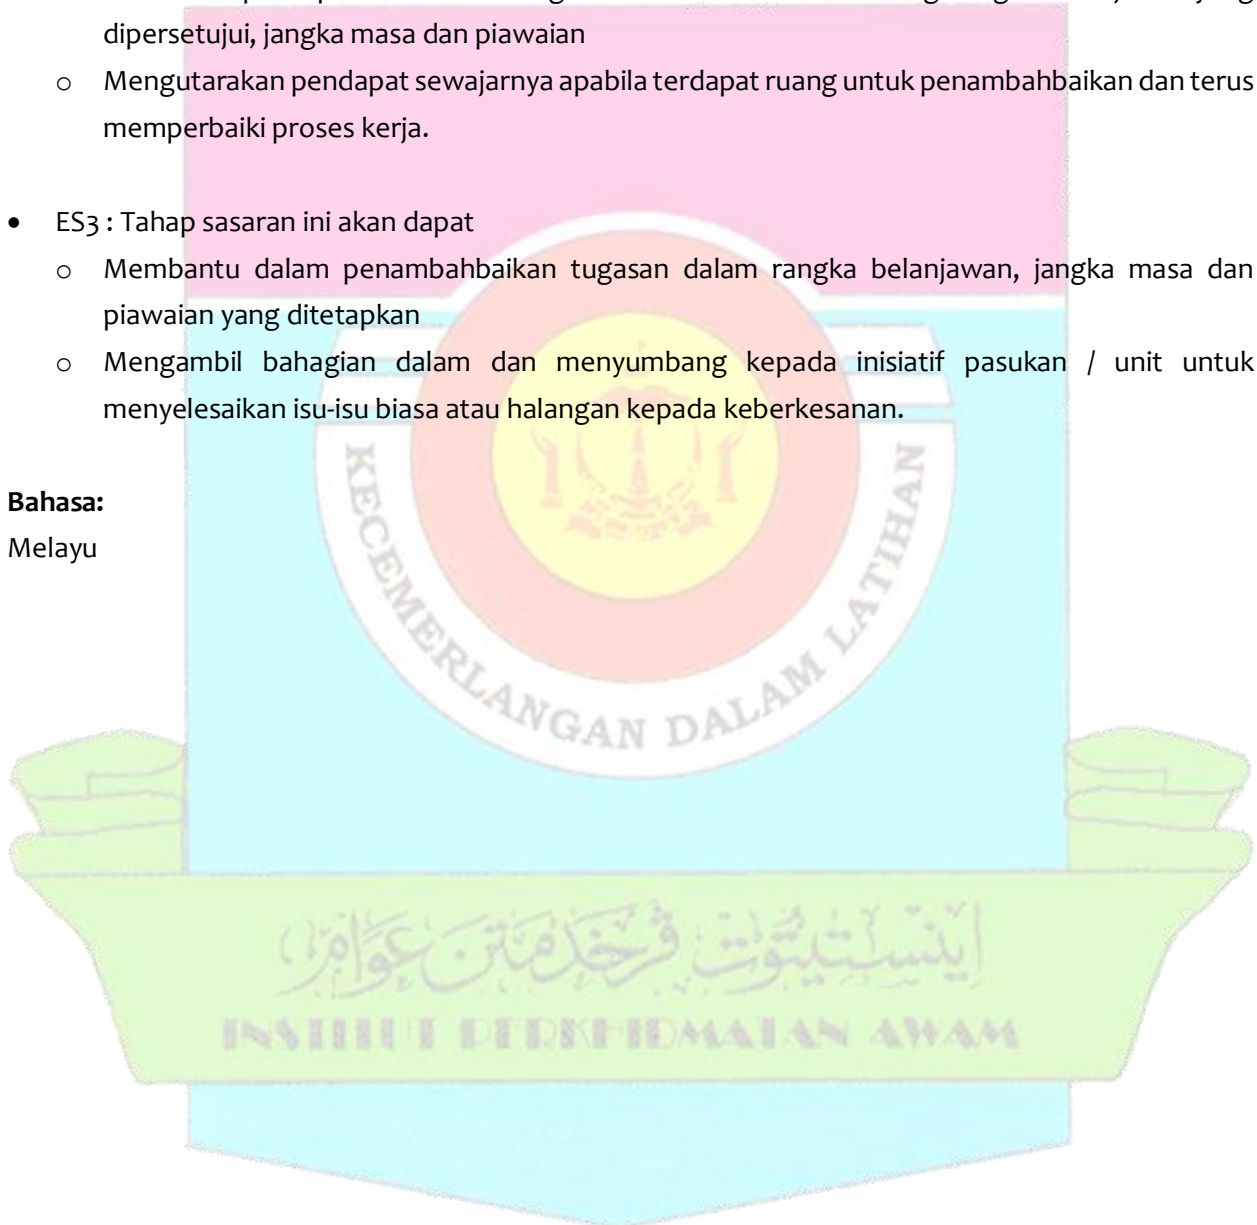 dipersetujui, jangka masa dan piawaian
o Mengutarakan pendapat sewajarnya apabila terdapat ruang untuk penambahbaikan dan terus
memperbaiki proses kerja.
• ES3 : Tahap sasaran ini akan dapat
o Membantu dalam penambahbaikan tugasan dalam rangka belanjawan, jangka masa dan
piawaian yang ditetapkan
o Mengambil bahagian dalam dan menyumbang kepada inisiatif pasukan / unit untuk
menyelesaikan isu-isu biasa atau halangan kepada keberkesanan.
Bahasa:
Melayu
KECEMERLANGAN DALAM LATIHAN
اينستيتوت ڤرخدمتن عوام
INSTITUT PERKHIDMATAN AWAM